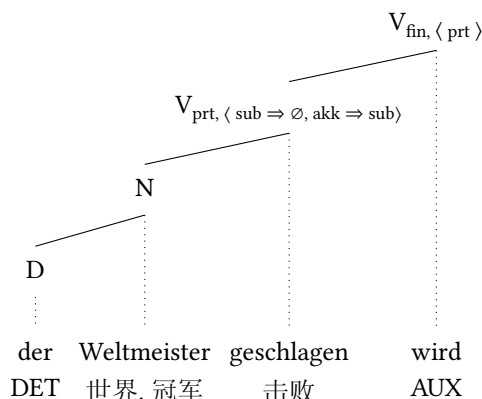 V fin, ⟨ prt ⟩
V prt, ⟨ sub ⇒ ∅, akk ⇒ sub⟩
N
D
der Weltmeister geschlagen wird
DET 世界. 冠军 击败 AUX